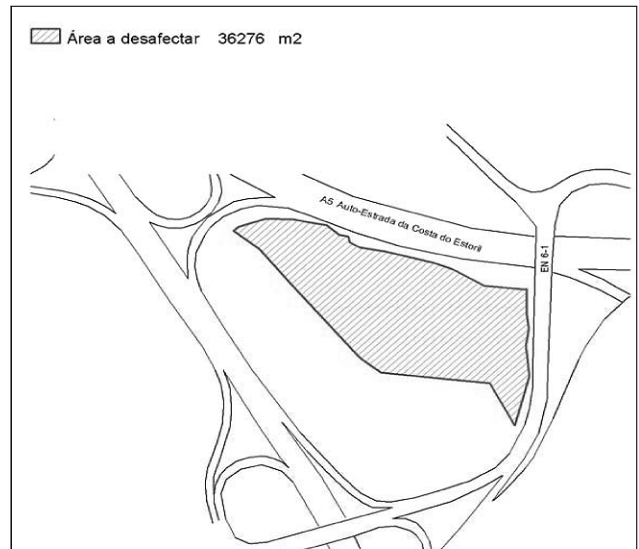 Área a desafectar 36276 m2
A5 Auto-Estrada da Costa do Estoril
EN 6-1